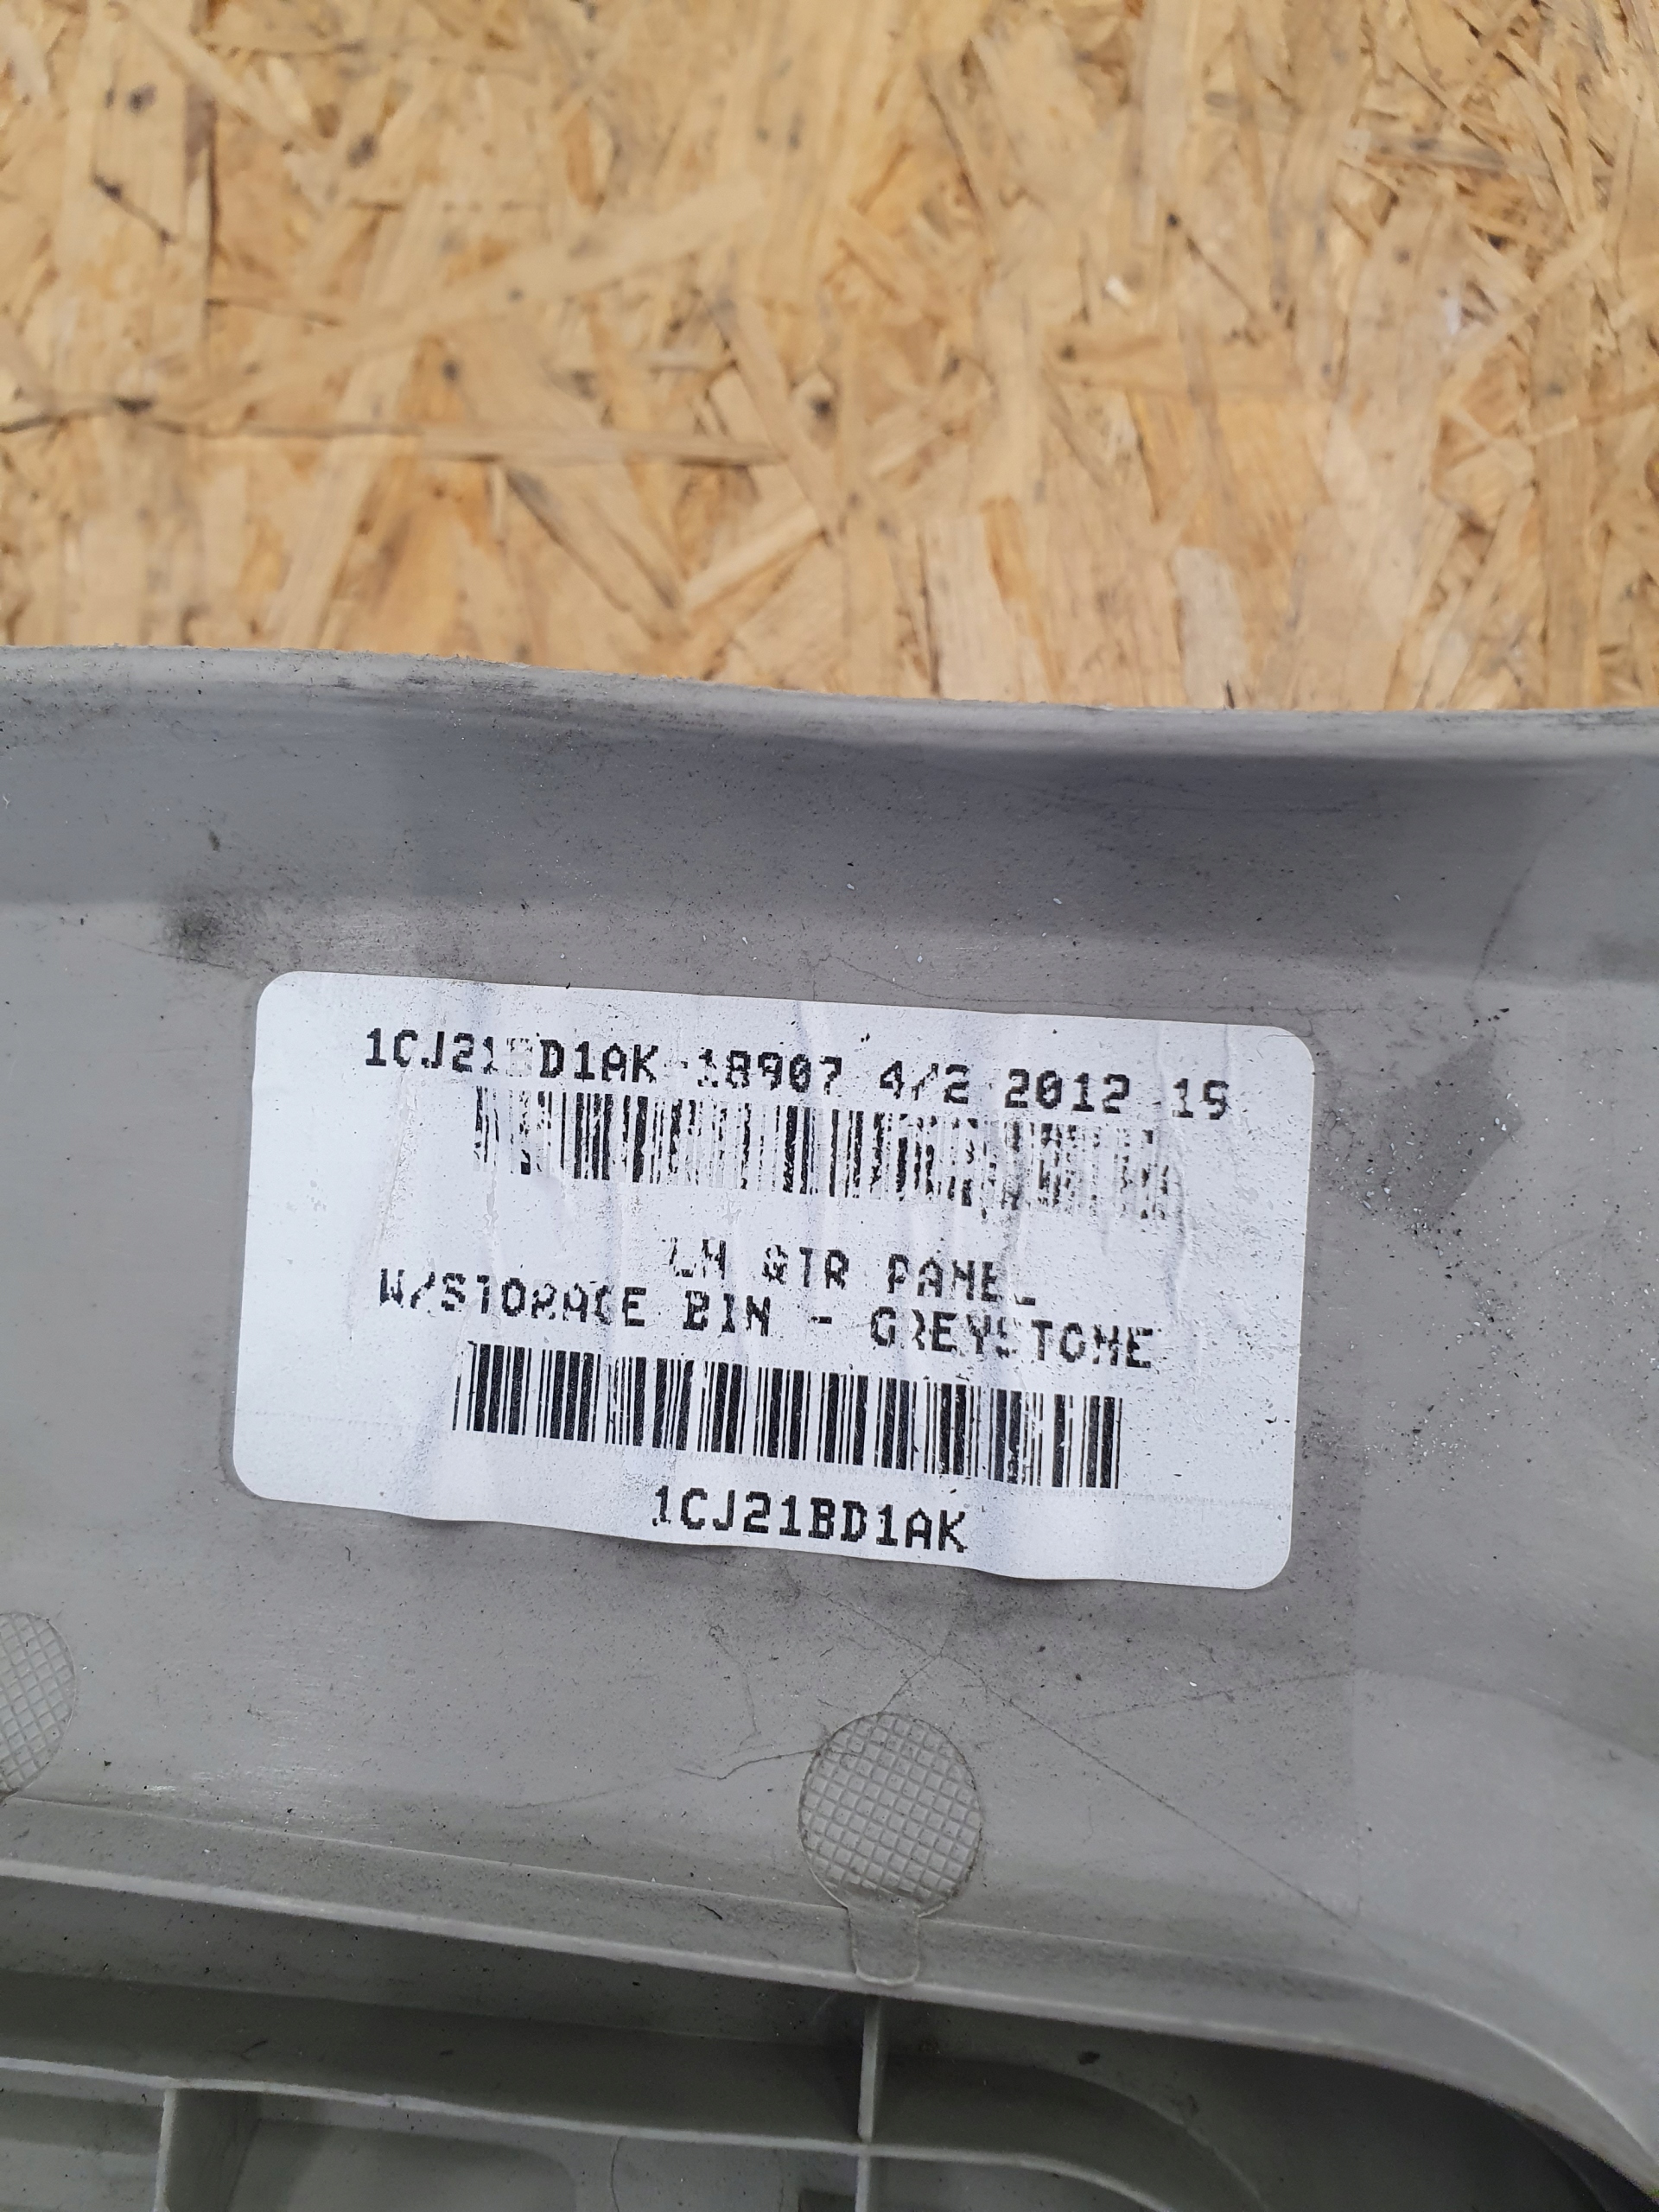 1CJ21BD1AK 18907 4/2 2012 19
LH QTR PANEL
W/STORAGE BIN - GREYSTONE
1CJ21BD1AK